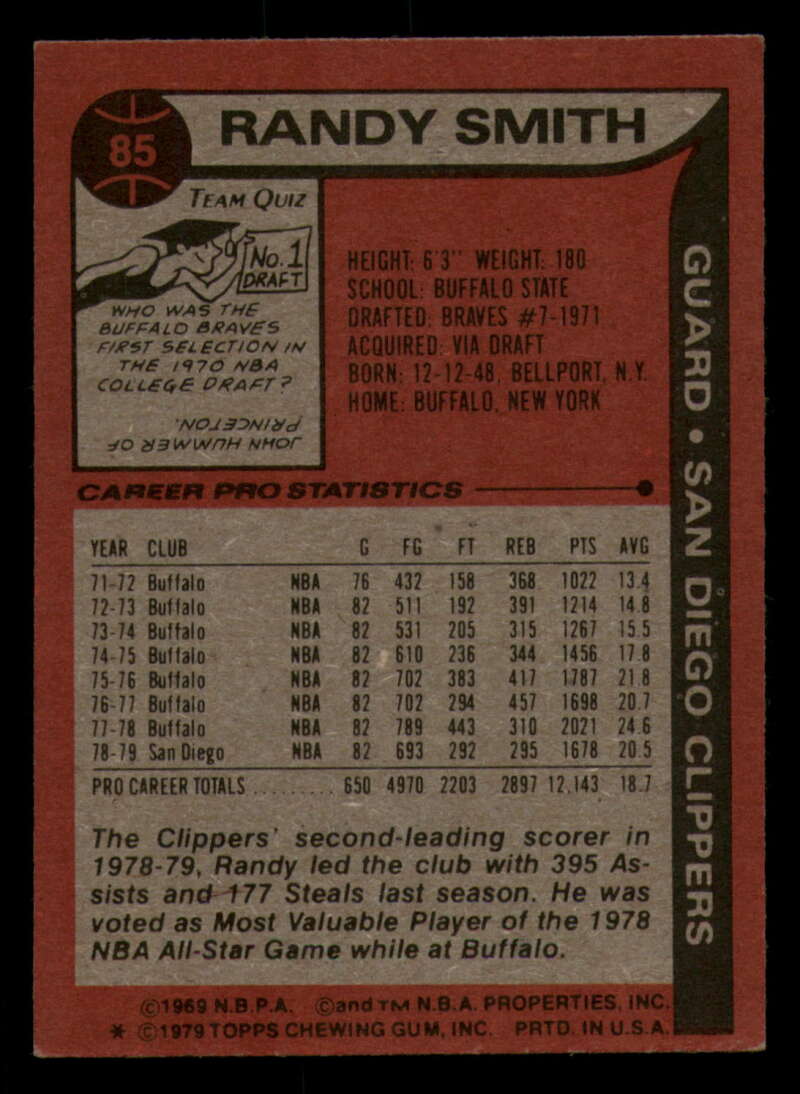 85
RANDY SMITH
TEAM QUIZ
No. 1
DRAFT
WHO WAS THE
BUFFALO BRAVES
FIRST SELECTION IN
THE 1970 NBA
COLLEGE DRAFT?
JOHN HUMMER OF
PRINCETON.
HEIGHT: 6'3" WEIGHT: 180
SCHOOL: BUFFALO STATE
DRAFTED: BRAVES #7-1971
ACQUIRED: VIA DRAFT
BORN: 12-12-48, BELLPORT, N.Y.
HOME: BUFFALO, NEW YORK
GUARD • SAN DIEGO CLIPPERS
CAREER PRO STATISTICS
YEAR CLUB G FG FT REB PTS AVG
71-72 Buffalo NBA 76 432 158 368 1022 13.4
72-73 Buffalo NBA 82 511 192 391 1214 14.8
73-74 Buffalo NBA 82 531 205 315 1267 15.5
74-75 Buffalo NBA 82 610 236 344 1456 17.8
75-76 Buffalo NBA 82 702 383 417 1787 21.8
76-77 Buffalo NBA 82 702 294 457 1698 20.7
77-78 Buffalo NBA 82 789 443 310 2021 24.6
78-79 San Diego NBA 82 693 292 295 1678 20.5
PRO CAREER TOTALS ......... 650 4970 2203 2897 12,143 18.7
The Clippers' second-leading scorer in
1978-79, Randy led the club with 395 As-
sists and 177 Steals last season. He was
voted as Most Valuable Player of the 1978
NBA All-Star Game while at Buffalo.
©1969 N.B.P.A. ©and TM N.B.A. PROPERTIES, INC.
* ©1979 TOPPS CHEWING GUM, INC. PRTD. IN U.S.A.